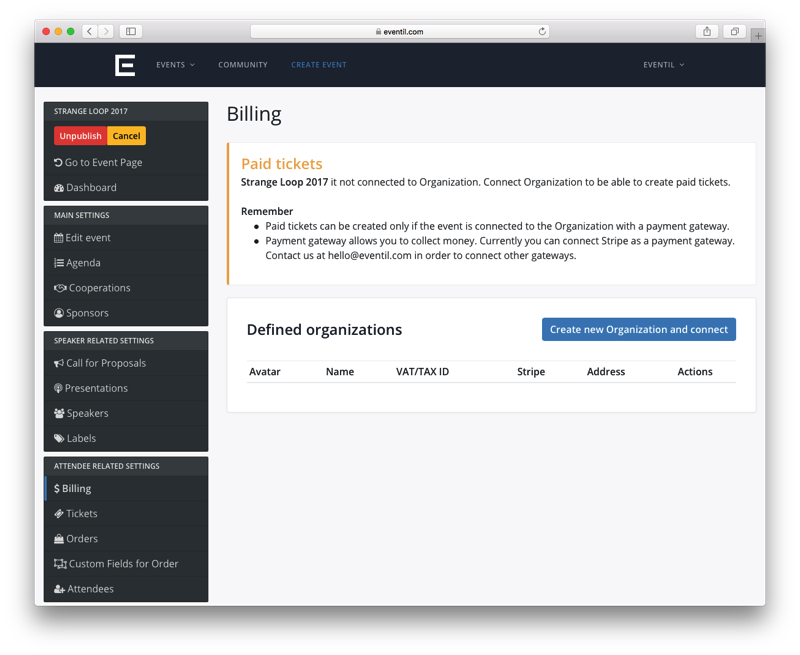 eventil.com
EVENTS
COMMUNITY
CREATE EVENT
EVENTIL
STRANGE LOOP 2017
Unpublish Cancel
Go to Event Page
Dashboard
MAIN SETTINGS
Edit event
Agenda
Cooperations
Sponsors
SPEAKER RELATED SETTINGS
Call for Proposals
Presentations
Speakers
Labels
ATTENDEE RELATED SETTINGS
$ Billing
Tickets
Orders
Custom Fields for Order
Attendees
Billing
Paid tickets
Strange Loop 2017 it not connected to Organization. Connect Organization to be able to create paid tickets.
Remember
• Paid tickets can be created only if the event is connected to the Organization with a payment gateway.
• Payment gateway allows you to collect money. Currently you can connect Stripe as a payment gateway.
Contact us at hello@eventil.com in order to connect other gateways.
Defined organizations
Create new Organization and connect
Avatar Name VAT/TAX ID Stripe Address Actions